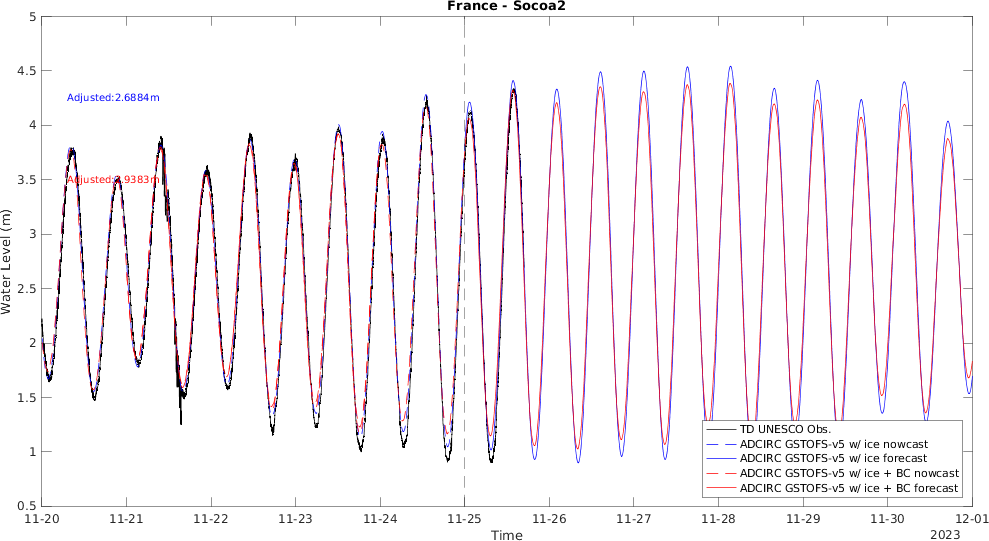 France - Socoa2
5
4.5
4
3.5
3
2.5
2
1.5
1
0.5
Water Level (m)
Adjusted:2.6884m
TD UNESCO Obs.
ADCIRC GSTOFS-v5 w/ ice nowcast
ADCIRC GSTOFS-v5 w/ ice forecast
ADCIRC GSTOFS-v5 w/ ice + BC nowcast
ADCIRC GSTOFS-v5 w/ ice + BC forecast
11-20 11-21 11-22 11-23 11-24 11-25 11-26 11-27 11-28 11-29 11-30 12-01
Time
2023